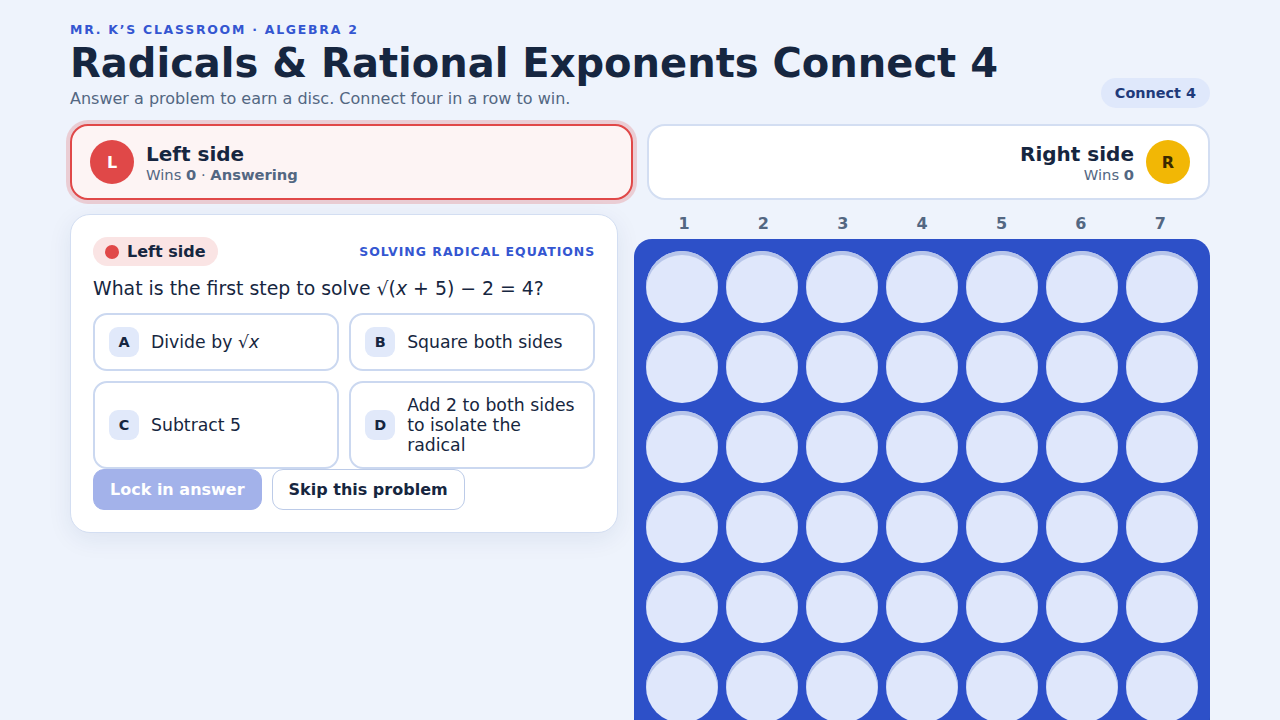 MR. K’S CLASSROOM · ALGEBRA 2
Radicals & Rational Exponents Connect 4
Answer a problem to earn a disc. Connect four in a row to win.
Connect 4
L
Left side
Wins 0 · Answering
Right side
Wins 0
R
Left side
SOLVING RADICAL EQUATIONS
What is the first step to solve √(x + 5) − 2 = 4?
A Divide by √x
B Square both sides
C Subtract 5
D Add 2 to both sides
to isolate the
radical
Lock in answer
Skip this problem
1 2 3 4 5 6 7